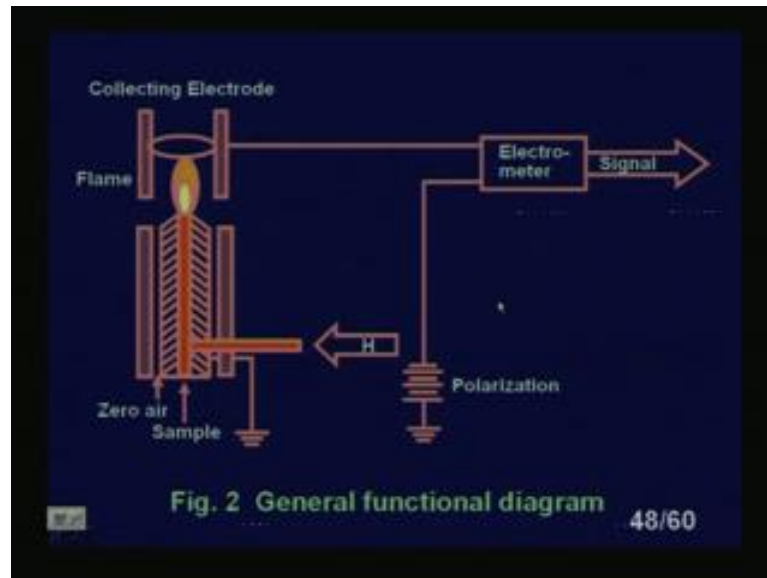 Collecting Electrode
Flame
Electro-
meter
Signal
H
Polarization
Zero air
Sample
Fig. 2 General functional diagram
48/60